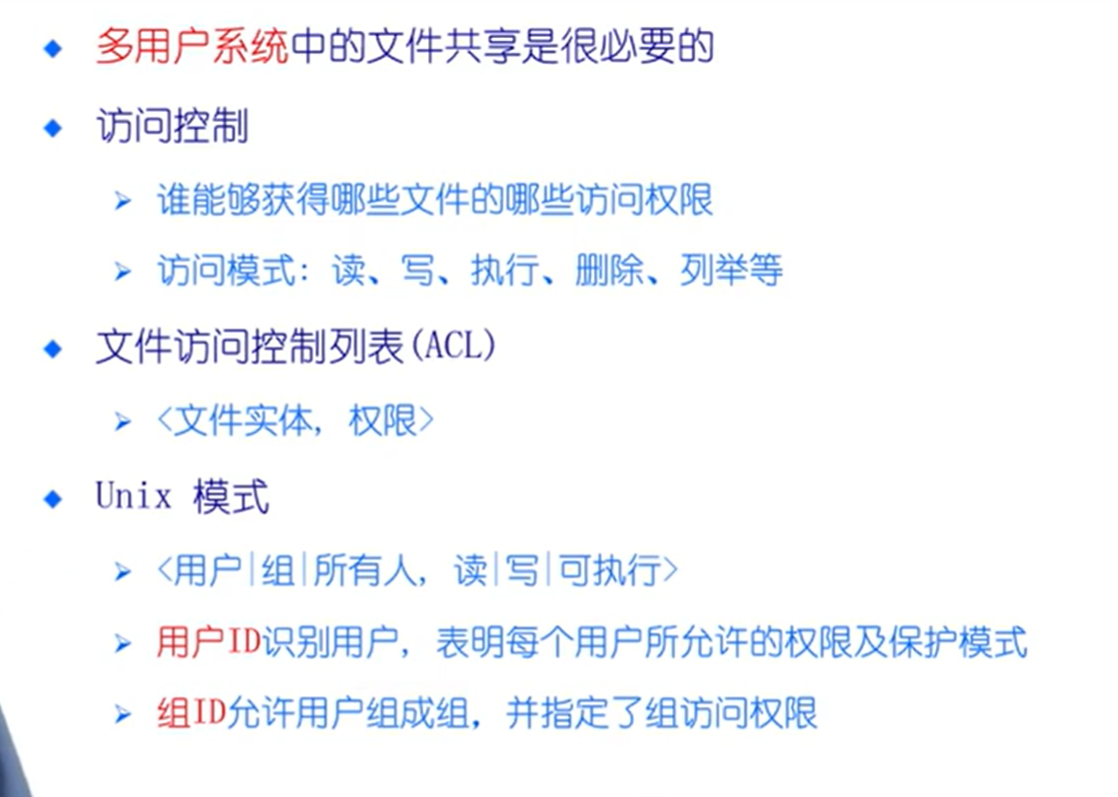 多用户系统中的文件共享是很必要的
访问控制
谁能够获得哪些文件的哪些访问权限
访问模式：读、写、执行、删除、列举等
文件访问控制列表(ACL)
<文件实体, 权限>
Unix 模式
<用户|组|所有人, 读|写|可执行>
用户ID识别用户, 表明每个用户所允许的权限及保护模式
组ID允许用户组成组, 并指定了组访问权限